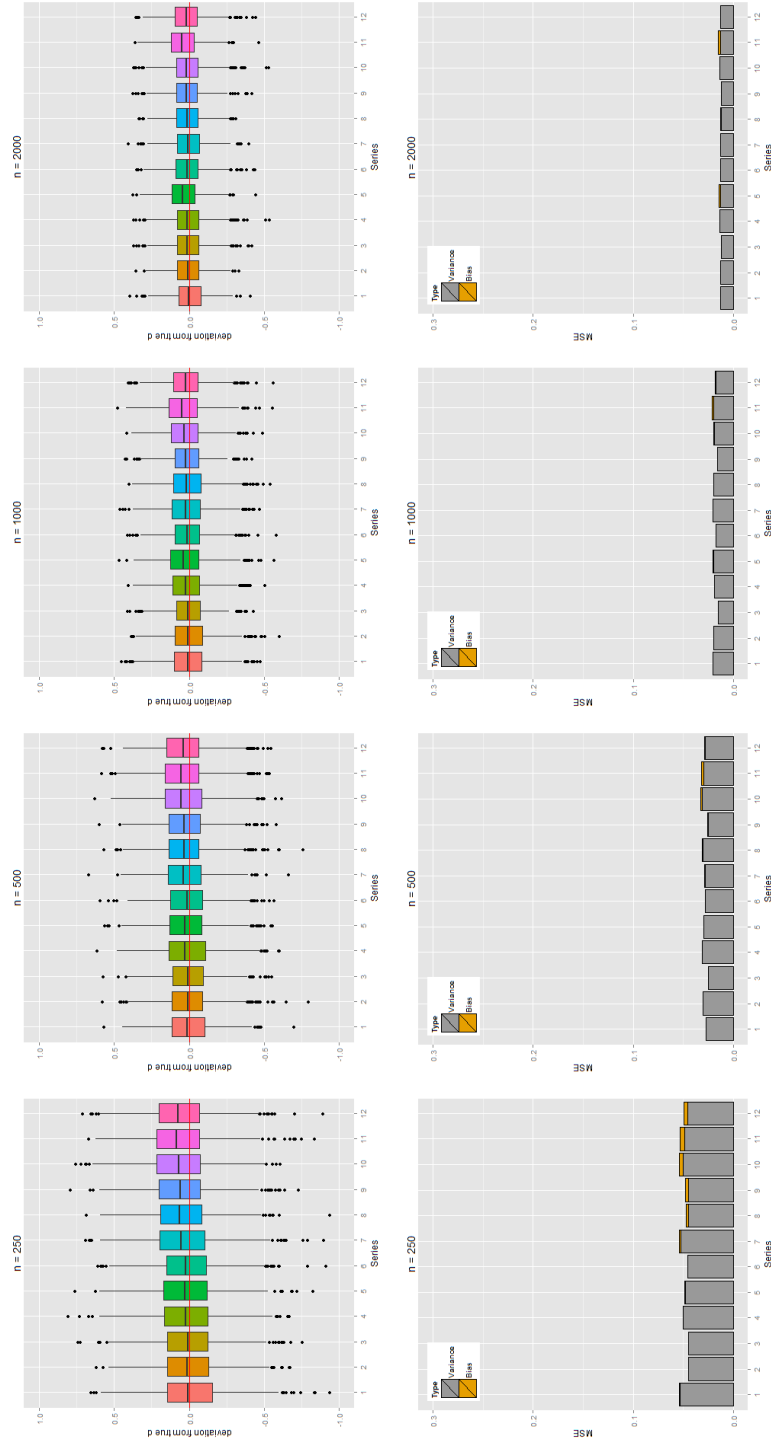 n = 250
deviation from true d
1.0
0.5
0.0
-0.5
-1.0
1 2 3 4 5 6 7 8 9 10 11 12
Series
n = 500
deviation from true d
1.0
0.5
0.0
-0.5
-1.0
1 2 3 4 5 6 7 8 9 10 11 12
Series
n = 1000
deviation from true d
1.0
0.5
0.0
-0.5
-1.0
1 2 3 4 5 6 7 8 9 10 11 12
Series
n = 2000
deviation from true d
1.0
0.5
0.0
-0.5
-1.0
1 2 3 4 5 6 7 8 9 10 11 12
Series
n = 250
MSE
0.3
0.2
0.1
0.0
Type
Variance
Bias
1 2 3 4 5 6 7 8 9 10 11 12
Series
n = 500
MSE
0.3
0.2
0.1
0.0
Type
Variance
Bias
1 2 3 4 5 6 7 8 9 10 11 12
Series
n = 1000
MSE
0.3
0.2
0.1
0.0
Type
Variance
Bias
1 2 3 4 5 6 7 8 9 10 11 12
Series
n = 2000
MSE
0.3
0.2
0.1
0.0
Type
Variance
Bias
1 2 3 4 5 6 7 8 9 10 11 12
Series